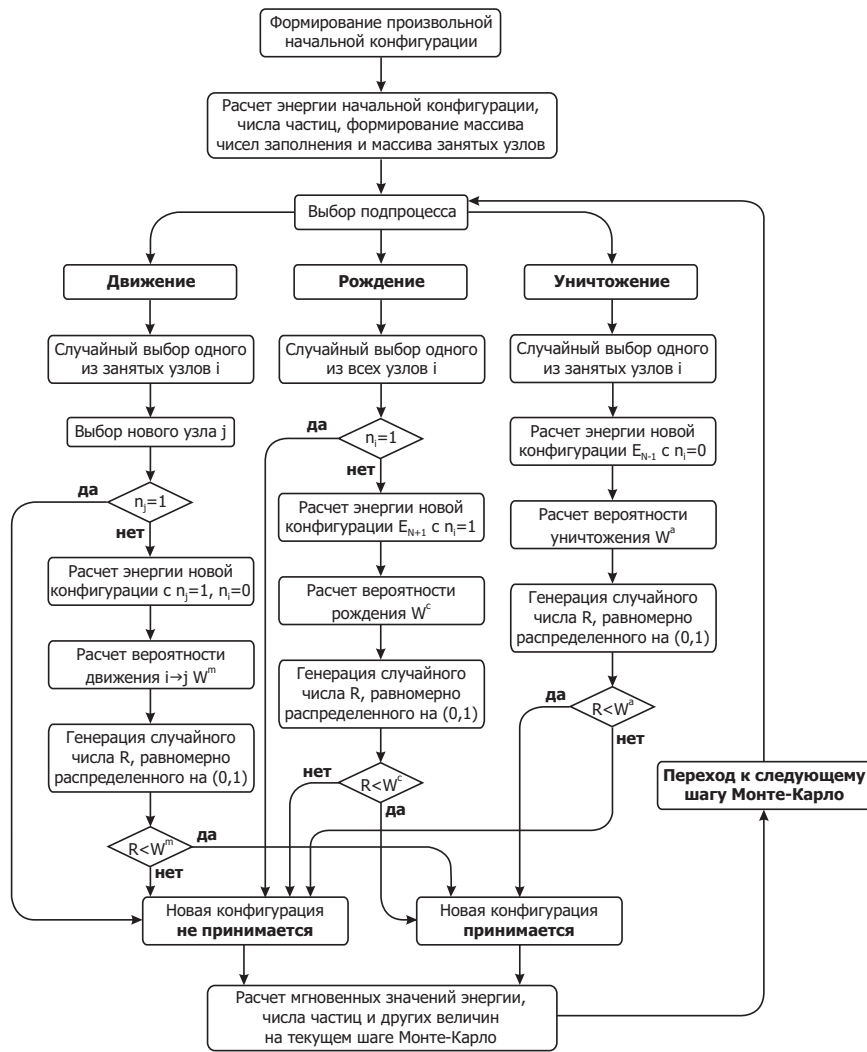 Формирование произвольной
начальной конфигурации
Расчет энергии начальной конфигурации,
числа частиц, формирование массива
чисел заполнения и массива занятых узлов
Выбор подпроцесса
Движение
Случайный выбор одного
из занятых узлов i
Выбор нового узла j
да
nⱼ=1
нет
Расчет энергии новой
конфигурации с nⱼ=1, nᵢ=0
Расчет вероятности
движения i→j Wᵐ
Генерация случайного
числа R, равномерно
распределенного на (0,1)
R<Wᵐ
да
нет
Рождение
Случайный выбор одного
из всех узлов i
да
nᵢ=1
нет
Расчет энергии новой
конфигурации E_{N+1} с nᵢ=1
Расчет вероятности
рождения Wᶜ
Генерация случайного
числа R, равномерно
распределенного на (0,1)
нет
R<Wᶜ
да
Уничтожение
Случайный выбор одного
из занятых узлов i
Расчет энергии новой
конфигурации E_{N-1} с nᵢ=0
Расчет вероятности
уничтожения Wᵃ
Генерация случайного
числа R, равномерно
распределенного на (0,1)
да
R<Wᵃ
нет
Переход к следующему
шагу Монте-Карло
Новая конфигурация
не принимается
Новая конфигурация
принимается
Расчет мгновенных значений энергии,
числа частиц и других величин
на текущем шаге Монте-Карло